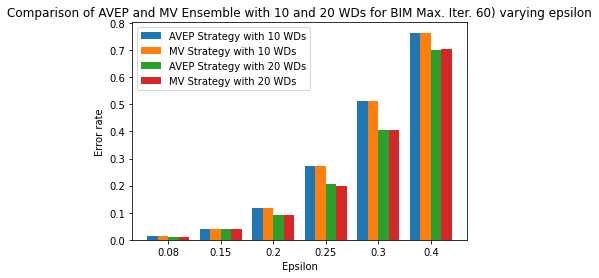 Comparison of AVEP and MV Ensemble with 10 and 20 WDs for BIM Max. Iter. 60) varying epsilon
AVEP Strategy with 10 WDs
MV Strategy with 10 WDs
AVEP Strategy with 20 WDs
MV Strategy with 20 WDs
Error rate
0.8
0.7
0.6
0.5
0.4
0.3
0.2
0.1
0.0
0.08 0.15 0.2 0.25 0.3 0.4
Epsilon